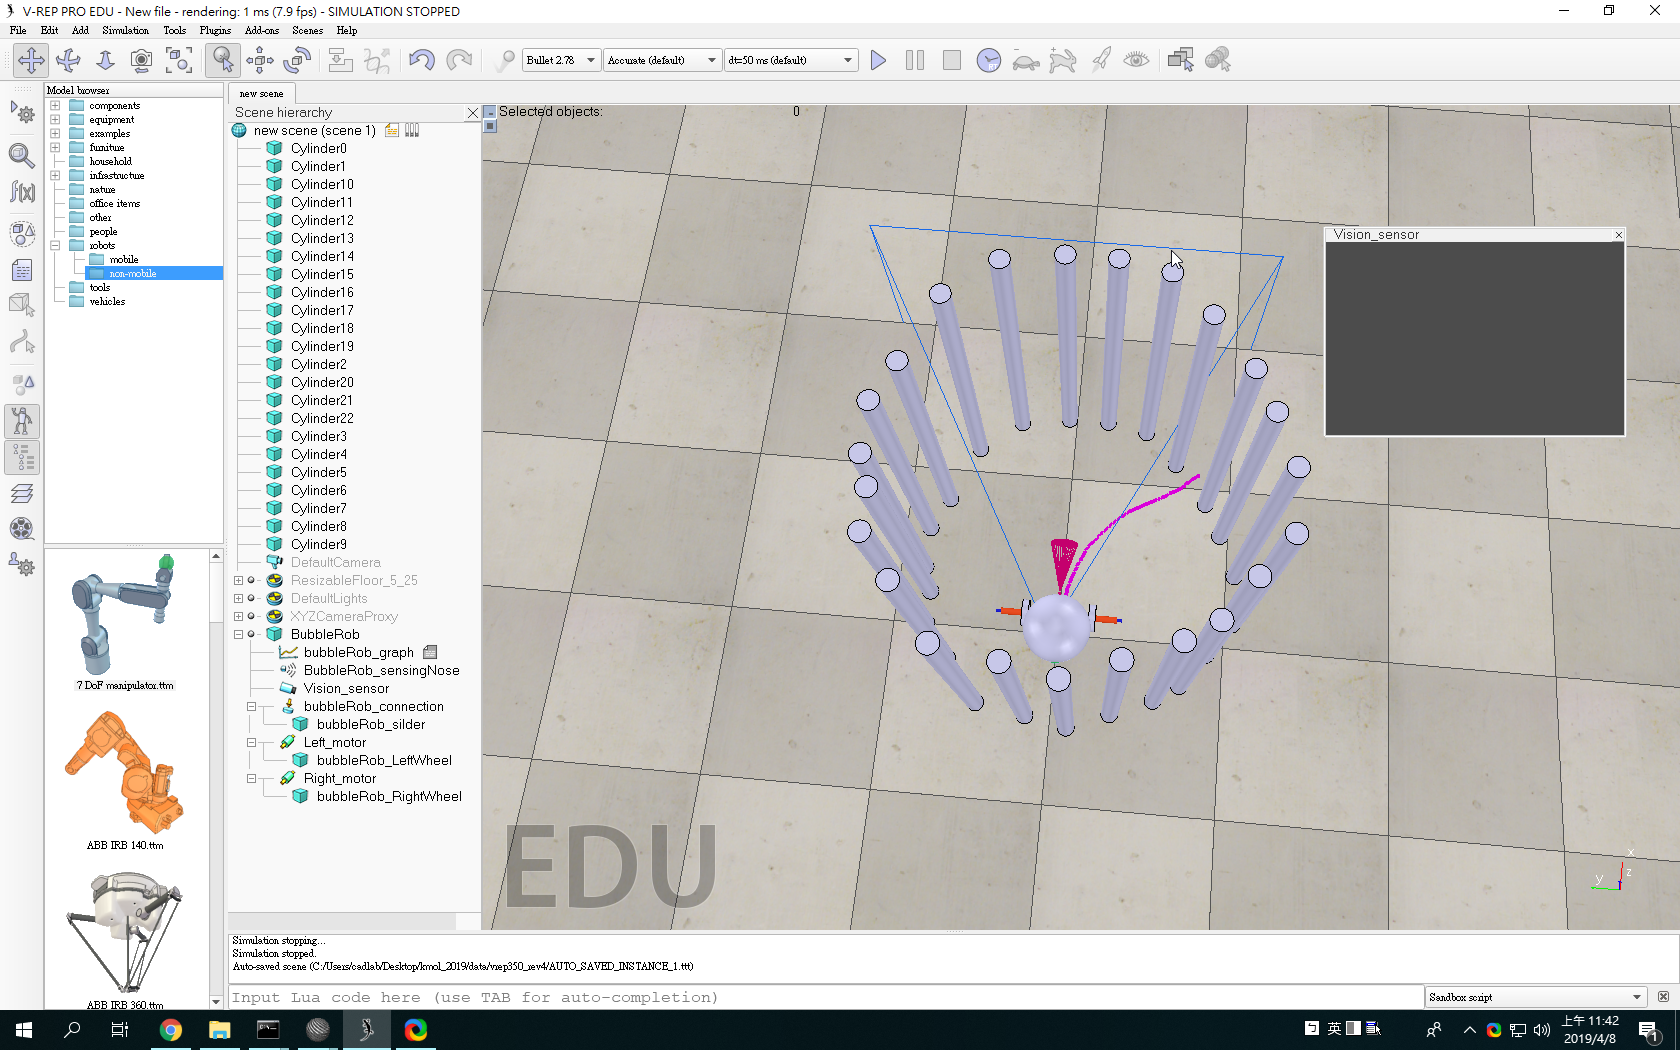 V-REP PRO EDU - New file - rendering: 1 ms (7.9 fps) - SIMULATION STOPPED
File Edit Add Simulation Tools Plugins Add-ons Scenes Help
Bullet 2.78 Accurate (default) dt=50 ms (default)
Model browser
components
equipment
examples
furniture
household
infrastructure
nature
office items
other
people
robots
mobile
non-mobile
tools
vehicles
7 DoF manipulator.ttm
ABB IRB 140.ttm
ABB IRB 360.ttm
new scene
Scene hierarchy
new scene (scene 1)
Cylinder0
Cylinder1
Cylinder10
Cylinder11
Cylinder12
Cylinder13
Cylinder14
Cylinder15
Cylinder16
Cylinder17
Cylinder18
Cylinder19
Cylinder2
Cylinder20
Cylinder21
Cylinder22
Cylinder3
Cylinder4
Cylinder5
Cylinder6
Cylinder7
Cylinder8
Cylinder9
DefaultCamera
ResizableFloor_5_25
DefaultLights
XYZCameraProxy
BubbleRob
bubbleRob_graph
BubbleRob_sensingNose
Vision_sensor
bubbleRob_connection
bubbleRob_silder
Left_motor
bubbleRob_LeftWheel
Right_motor
bubbleRob_RightWheel
Selected objects: 0
Vision_sensor
EDU
x
y z
Simulation stopping...
Simulation stopped.
Auto-saved scene (C:/Users/cadlab/Desktop/kmol_2019/data/vrep350_rev4/AUTO_SAVED_INSTANCE_1.ttt)
Input Lua code here (use TAB for auto-completion)
Sandbox script
英
上午 11:42
2019/4/8
1